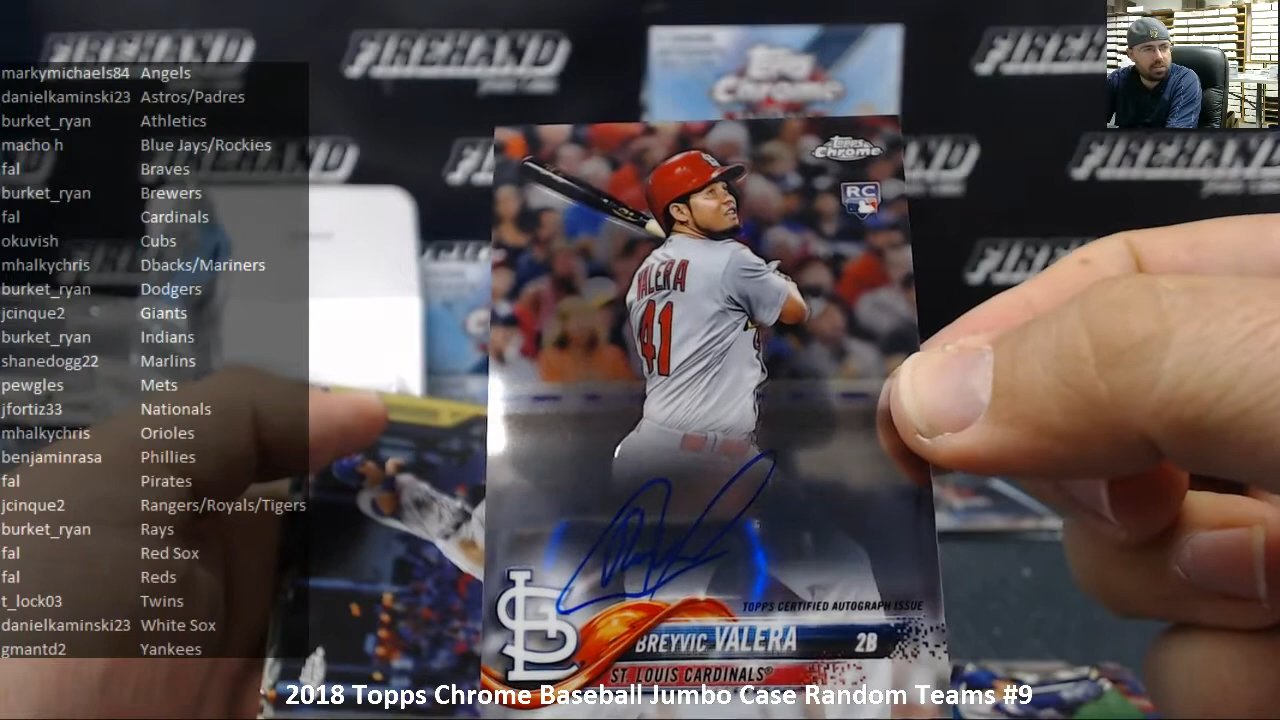 FIREHAND
FIREHAND
FIREHAND
Topps
Chrome
markymichaels84 Angels
danielkaminski23 Astros/Padres
burket_ryan Athletics
macho h Blue Jays/Rockies
fal Braves
burket_ryan Brewers
fal Cardinals
okuvish Cubs
mhalkychris Dbacks/Mariners
burket_ryan Dodgers
jcinque2 Giants
burket_ryan Indians
shanedogg22 Marlins
pewgles Mets
jfortiz33 Nationals
mhalkychris Orioles
benjaminrasa Phillies
fal Pirates
jcinque2 Rangers/Royals/Tigers
burket_ryan Rays
fal Red Sox
fal Reds
t_lock03 Twins
danielkaminski23 White Sox
gmantd2 Yankees
Topps
Chrome
RC
VALERA
41
TOPPS CERTIFIED AUTOGRAPH ISSUE
BREYVIC VALERA 2B
ST. LOUIS CARDINALS®
2018 Topps Chrome Baseball Jumbo Case Random Teams #9